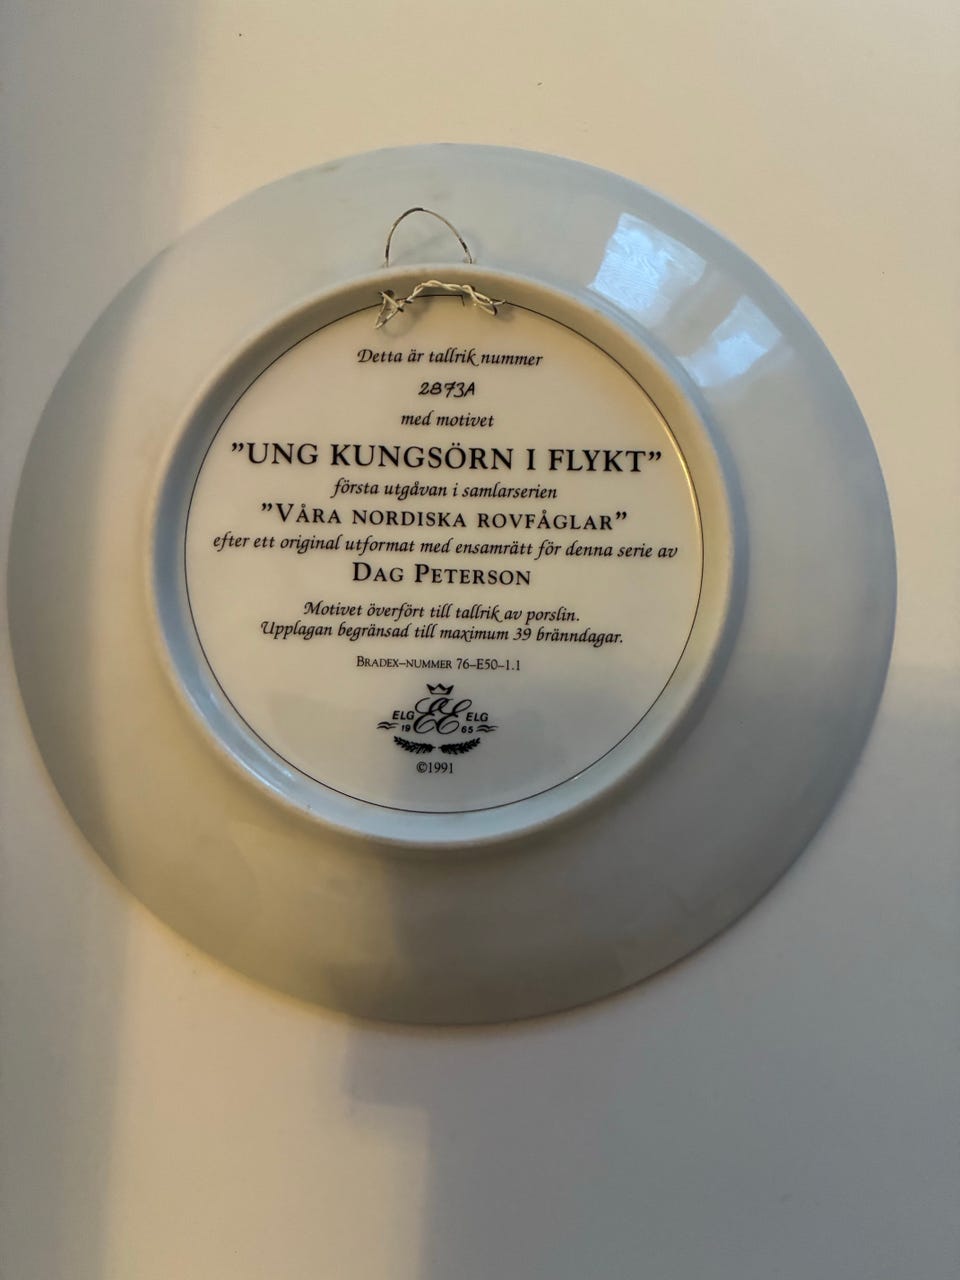 Detta är tallrik nummer
2873A
med motivet
”UNG KUNGSÖRN I FLYKT”
första utgåvan i samlarserien
”VÅRA NORDISKA ROVFÅGLAR”
efter ett original utformat med ensamrätt för denna serie av
DAG PETERSON
Motivet överfört till tallrik av porslin.
Upplagan begränsad till maximum 39 bränndagar.
BRADEX–NUMMER 76–E50–1.1
ELG EE ELG
19 65
©1991